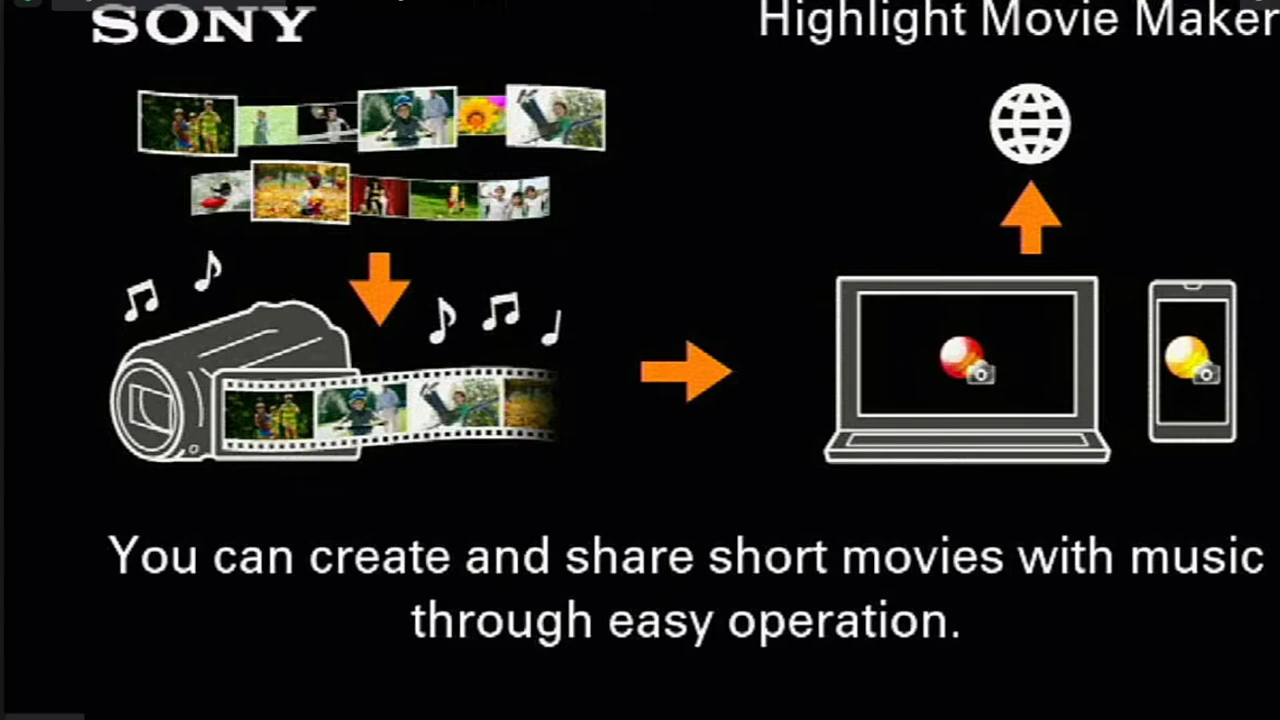 SONY
Highlight Movie Maker
You can create and share short movies with music
through easy operation.